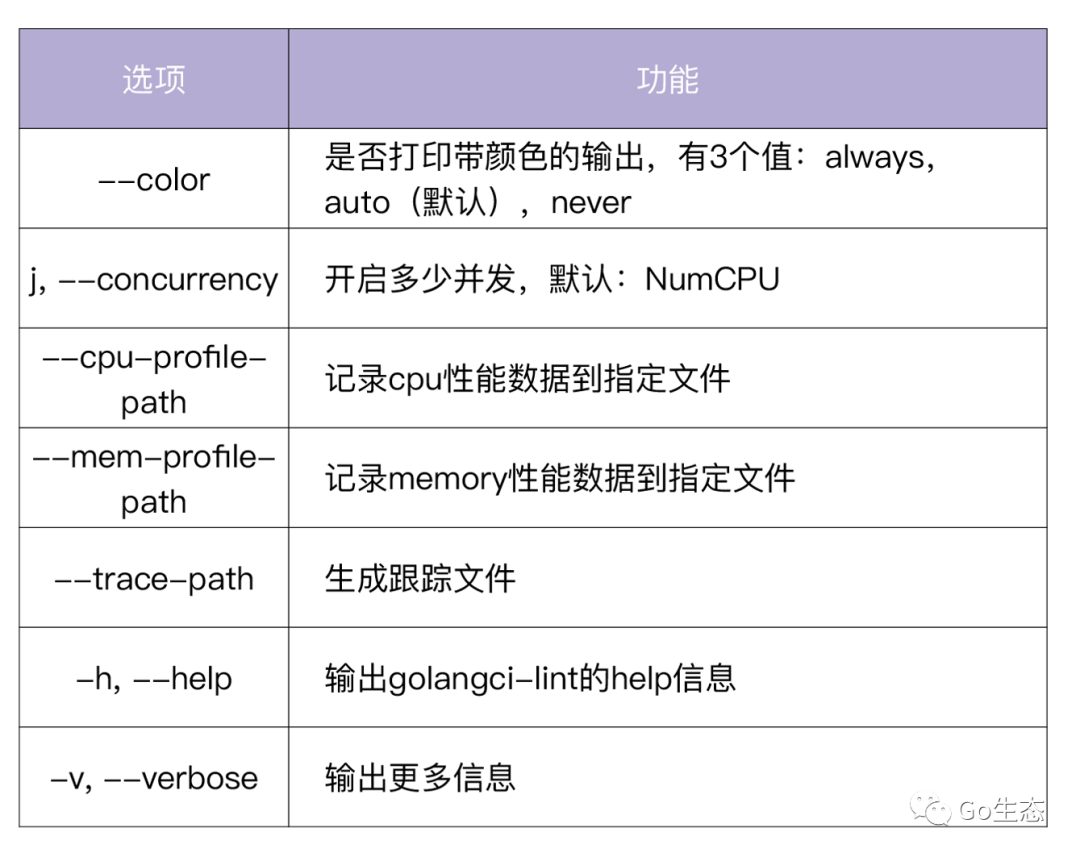 选项
功能
--color
是否打印带颜色的输出，有3个值：always，
auto（默认），never
j, --concurrency
开启多少并发，默认：NumCPU
--cpu-profile-
path
记录cpu性能数据到指定文件
--mem-profile-
path
记录memory性能数据到指定文件
--trace-path
生成跟踪文件
-h, --help
输出golangci-lint的help信息
-v, --verbose
输出更多信息
Go生态